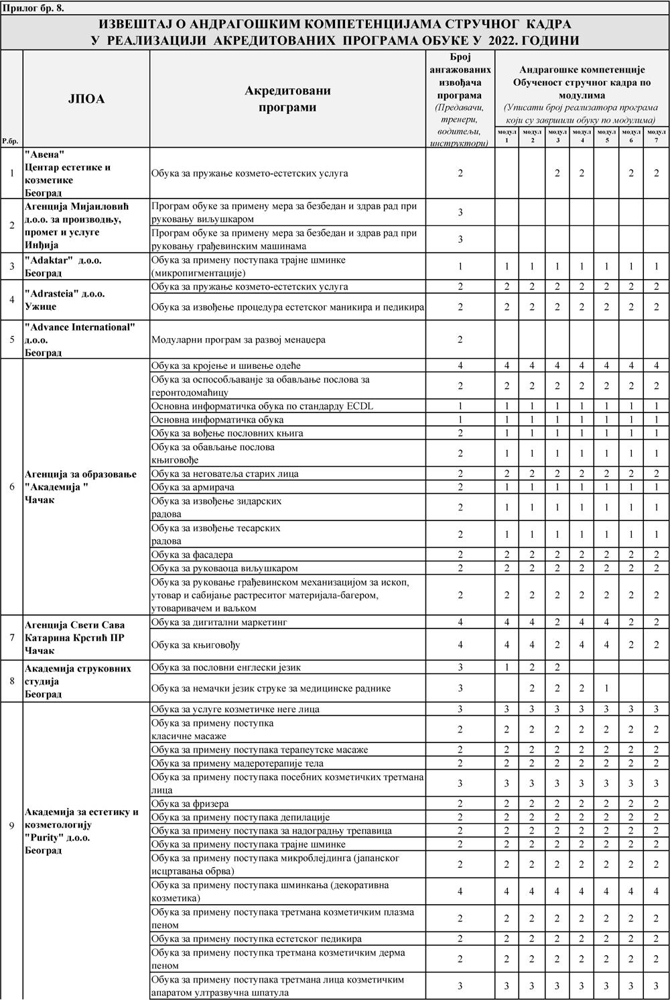 Прилог бр. 8.
ИЗВЕШТАЈ О АНДРАГОШКИМ КОМПЕТЕНЦИЈАМА СТРУЧНОГ КАДРА
У РЕАЛИЗАЦИЈИ АКРЕДИТОВАНИХ ПРОГРАМА ОБУКЕ У 2022. ГОДИНИ
Р.бр.
ЈПОА
Акредитовани
програми
Број
ангажованих
извођача
програма
(Предавачи,
тренери,
водитељи,
инструктори)
Андрагошке компетенције
Обученост стручног кадра по
модулима
(Уписати број реализатора програма
који су завршили обуку по модулима)
модул 1 модул 2 модул 3 модул 4 модул 5 модул 6 модул 7
1
"Авена"
Центар естетике и
козметике
Београд
Обука за пружање козмето-естетских услуга 2 2 2 2 2
2
Агенција Мијаиловић
д.о.о. за производњу,
промет и услуге
Инђија
Програм обуке за примену мера за безбедан и здрав рад при
руковању виљушкаром 3
Програм обуке за примену мера за безбедан и здрав рад при
руковању грађевинским машинама 3
3
"Adaktar" д.о.о.
Београд
Обука за примену поступака трајне шминке
(микропигментације) 1 1 1 1 1 1 1 1
4
"Adrasteia" д.о.о.
Ужице
Обука за пружање козмето-естетских услуга 2 2 2 2 2 2 2 2
Обука за извођење процедура естетског маникира и педикира 2 2 2 2 2 2 2 2
5
"Advance International"
д.о.о.
Београд
Модуларни програм за развој менаџера 2
6
Агенција за образовање
"Академија "
Чачак
Обука за кројење и шивење одеће 4 4 4 4 4 4 4 4
Обука за оспособљаванје за обављање послова за
геронтодомаћицу 2 2 2 2 2 2 2 2
Основна информатичка обука по стандарду ECDL 1 1 1 1 1 1 1 1
Основна информатичка обука 1 1 1 1 1 1 1 1
Обука за вођење пословних књига 2 1 1 1 1 1 1 1
Обука за обављање послова
књиговође 2 1 1 1 1 1 1 1
Обука за неговатеља старих лица 2 2 2 2 2 2 2 2
Обука за армирача 2 1 1 1 1 1 1 1
Обука за извођење зидарских
радова 2 1 1 1 1 1 1 1
Обука за извођење тесарских
радова 2 1 1 1 1 1 1 1
Обука за фасадера 2 2 2 2 2 2 2 2
Обука за руковаоца виљушкаром 2 2 2 2 2 2 2 2
Обука за руковање грађевинском механизацијом за ископ,
утовар и сабијање растреситог материјала-багером,
утоваривачем и ваљком 2 2 2 2 2 2 2 2
7
Агенција Свети Сава
Катарина Крстић ПР
Чачак
Обука за дигитални маркетинг 4 4 4 2 4 4 2 2
Обука за књиговођу 4 4 4 2 4 4 2 2
8
Академија струковних
студија
Београд
Обука за пословни енглески језик 3 1 2 2
Обука за немачки језик струке за медицинске раднике 3 2 2 2 1
9
Академија за естетику и
козметологију
"Purity" д.о.о.
Београд
Обука за услуге козметичке неге лица 3 3 3 3 3 3 3 3
Обука за примену поступка
класичне масаже 2 2 2 2 2 2 2 2
Обука за примену поступака терапеутске масаже 2 2 2 2 2 2 2 2
Обука за примену мадеротерапије тела 2 2 2 2 2 2 2 2
Обука за примену поступака посебних козметичких третмана
лица 3 3 3 3 3 3 3 3
Обука за фризера 2 2 2 2 2 2 2 2
Обука за примену поступака депилације 2 2 2 2 2 2 2 2
Обука за примену поступака за надоградњу трепавица 2 2 2 2 2 2 2 2
Обука за примену поступака трајне шминке 2 2 2 2 2 2 2 2
Обука за примену поступака микроблејдинга (јапанског
исцртавања обрва) 2 2 2 2 2 2 2 2
Обука за примену поступака шминкања (декоративна
козметика) 4 4 4 4 4 4 4 4
Обука за примену поступака третмана козметичким плазма
пеном 2 2 2 2 2 2 2 2
Обука за примену поступка естетског педикира 2 2 2 2 2 2 2 2
Обука за примену поступка третмана козметичким дерма
пеном 2 2 2 2 2 2 2 2
Обука за примену поступака третмана лица козметичким
апаратом ултразвучна шпатула 3 3 3 3 3 3 3 3